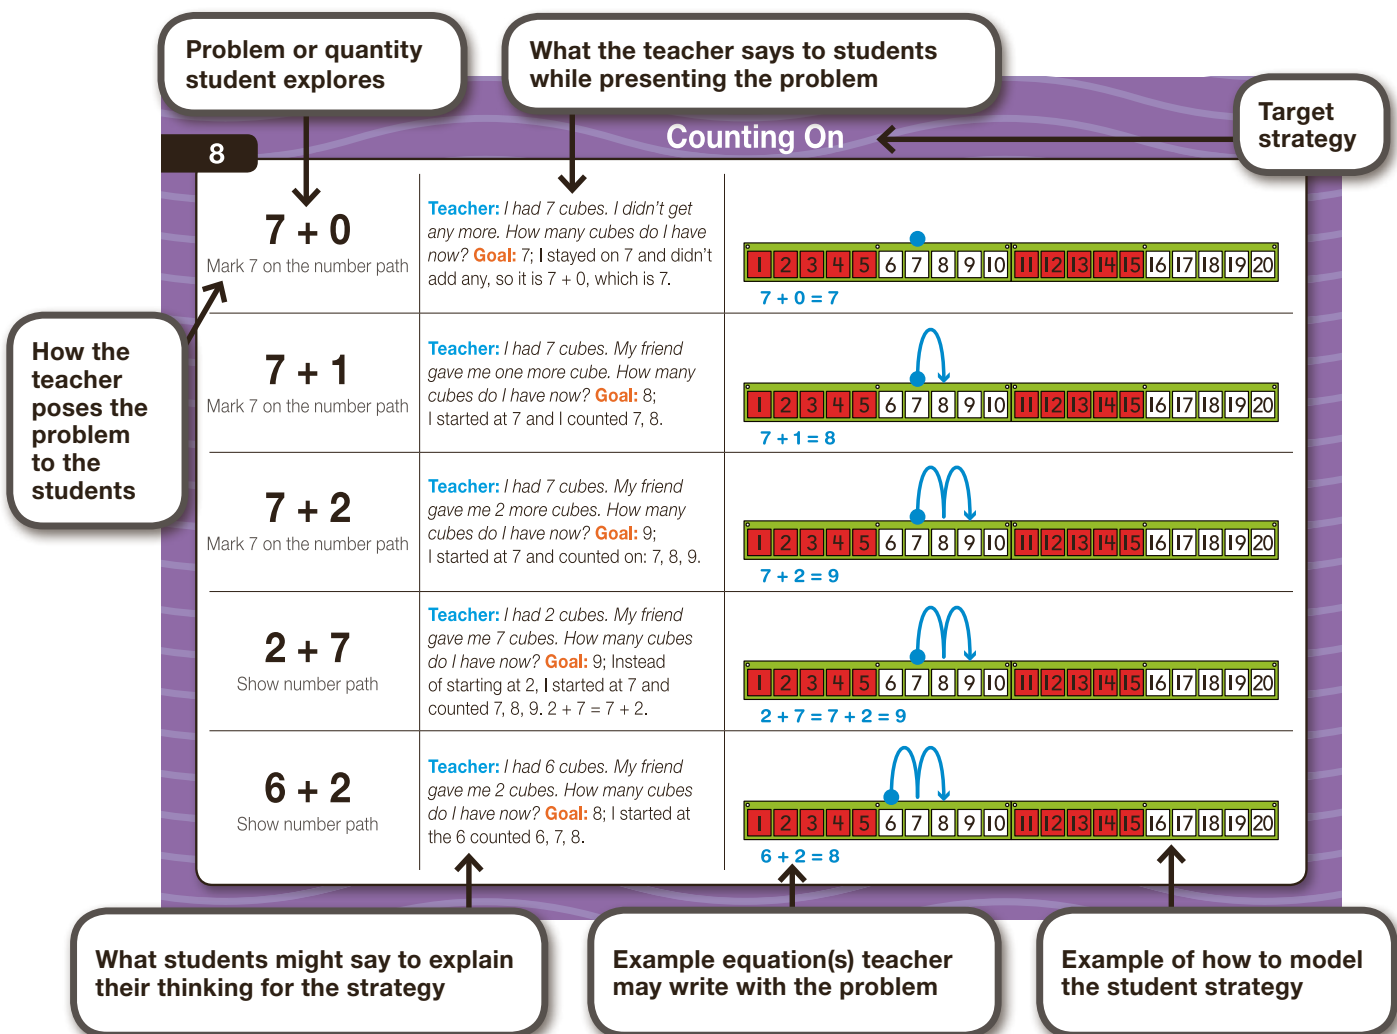 Problem or quantity
student explores
What the teacher says to students
while presenting the problem
Target
strategy
Counting On
8
7 + 0
Mark 7 on the number path
Teacher: I had 7 cubes. I didn't get
any more. How many cubes do I have
now? Goal: 7; I stayed on 7 and didn't
add any, so it is 7 + 0, which is 7.
1 2 3 4 5 6 7 8 9 10 11 12 13 14 15 16 17 18 19 20
7 + 0 = 7
How the
teacher
poses the
problem
to the
students
7 + 1
Mark 7 on the number path
Teacher: I had 7 cubes. My friend
gave me one more cube. How many
cubes do I have now? Goal: 8;
I started at 7 and I counted 7, 8.
1 2 3 4 5 6 7 8 9 10 11 12 13 14 15 16 17 18 19 20
7 + 1 = 8
7 + 2
Mark 7 on the number path
Teacher: I had 7 cubes. My friend
gave me 2 more cubes. How many
cubes do I have now? Goal: 9;
I started at 7 and counted on: 7, 8, 9.
1 2 3 4 5 6 7 8 9 10 11 12 13 14 15 16 17 18 19 20
7 + 2 = 9
2 + 7
Show number path
Teacher: I had 2 cubes. My friend
gave me 7 cubes. How many cubes
do I have now? Goal: 9; Instead
of starting at 2, I started at 7 and
counted 7, 8, 9. 2 + 7 = 7 + 2.
1 2 3 4 5 6 7 8 9 10 11 12 13 14 15 16 17 18 19 20
2 + 7 = 7 + 2 = 9
6 + 2
Show number path
Teacher: I had 6 cubes. My friend
gave me 2 cubes. How many cubes
do I have now? Goal: 8; I started at
the 6 counted 6, 7, 8.
1 2 3 4 5 6 7 8 9 10 11 12 13 14 15 16 17 18 19 20
6 + 2 = 8
What students might say to explain
their thinking for the strategy
Example equation(s) teacher
may write with the problem
Example of how to model
the student strategy